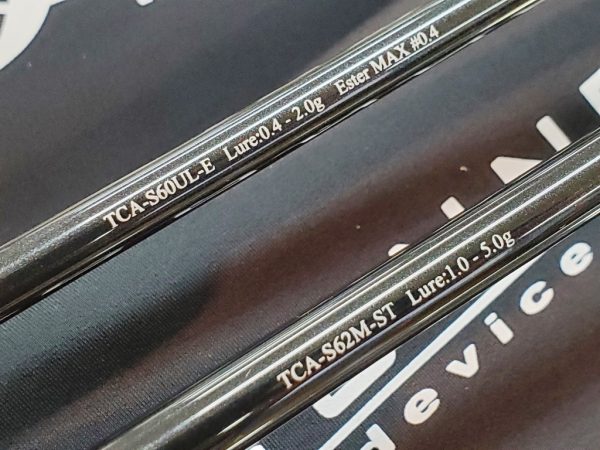 TCA-S60UL-E Lure:0.4 - 2.0g Ester MAX #0.4
TCA-S62M-ST Lure:1.0 - 5.0g
device